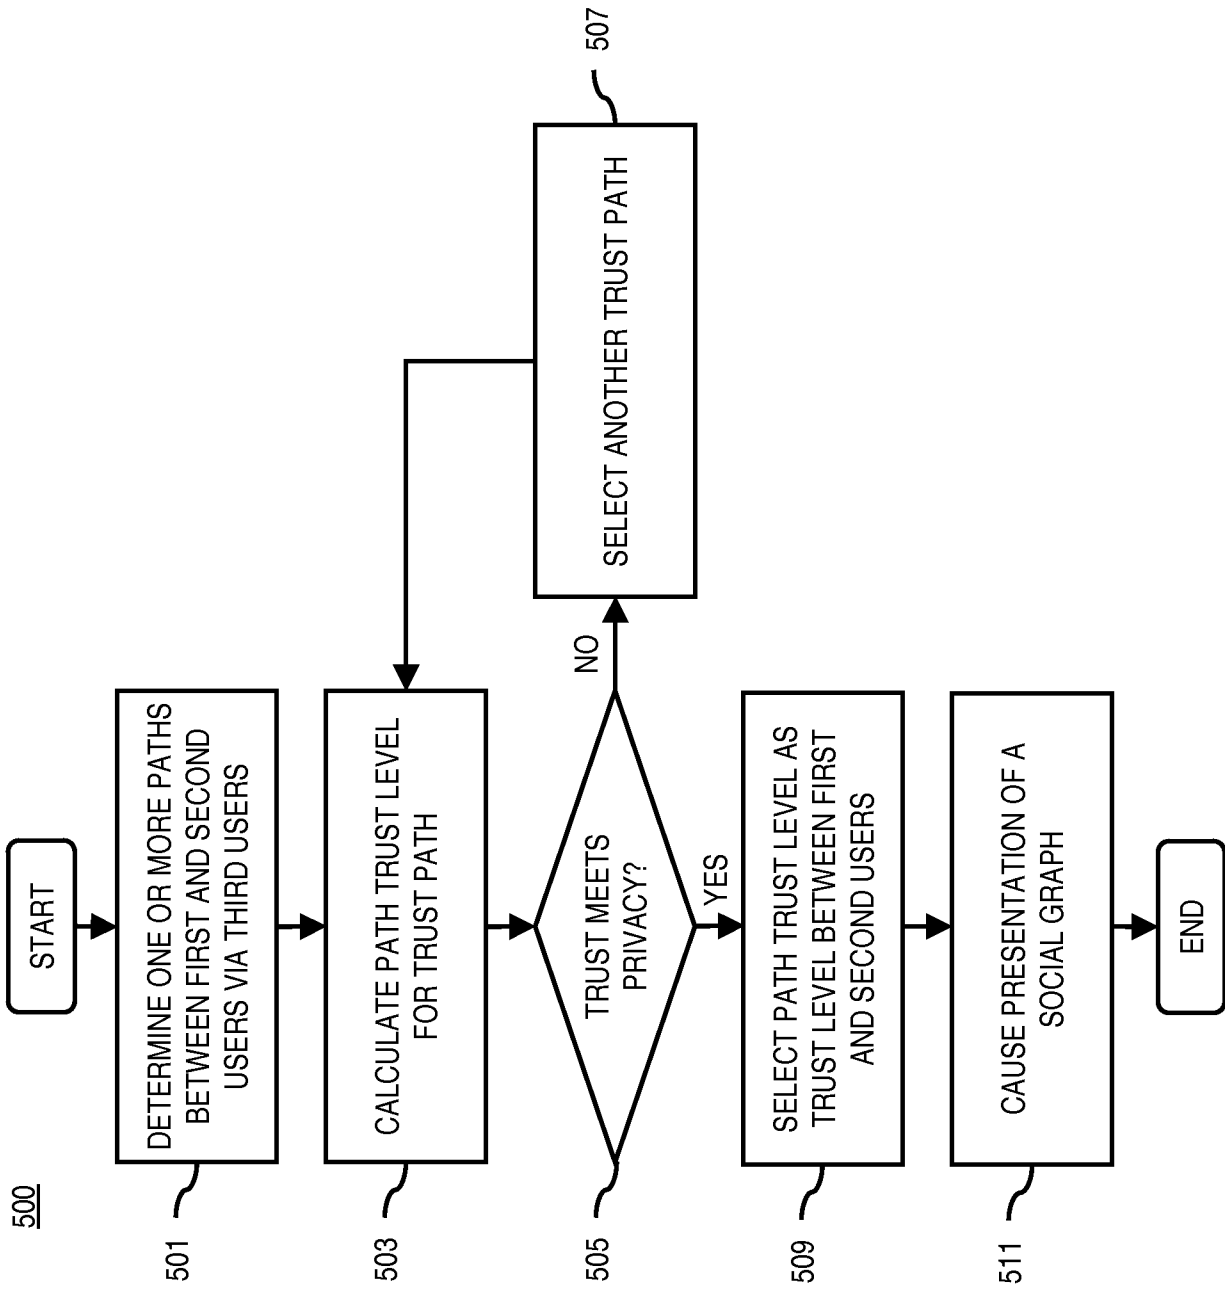 500
START
501
DETERMINE ONE OR MORE PATHS
BETWEEN FIRST AND SECOND
USERS VIA THIRD USERS
503
CALCULATE PATH TRUST LEVEL
FOR TRUST PATH
505
TRUST MEETS
PRIVACY?
NO
507
SELECT ANOTHER TRUST PATH
YES
509
SELECT PATH TRUST LEVEL AS
TRUST LEVEL BETWEEN FIRST
AND SECOND USERS
511
CAUSE PRESENTATION OF A
SOCIAL GRAPH
END